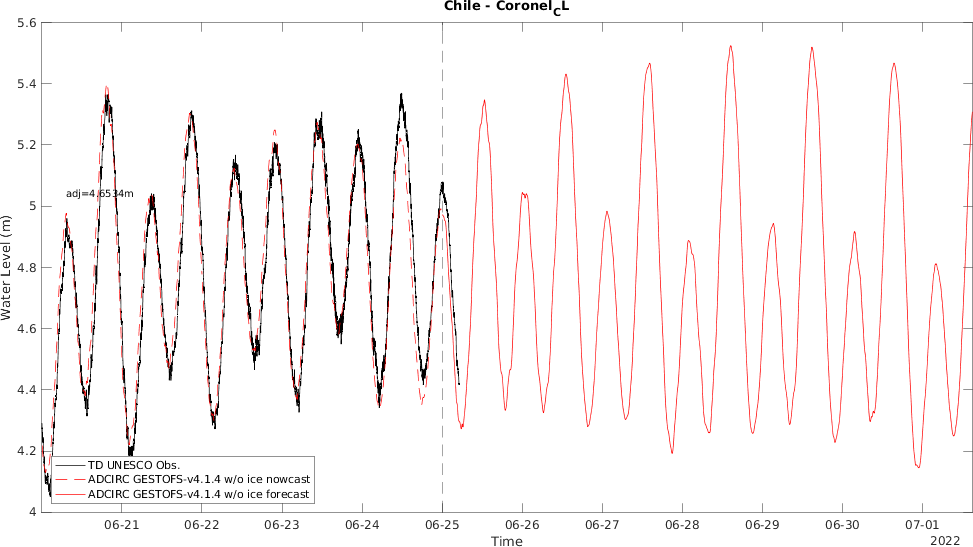 Chile - Coronel_CL
5.6
5.4
5.2
5
4.8
4.6
4.4
4.2
4
Water Level (m)
adj=4.6534m
TD UNESCO Obs.
ADCIRC GESTOFS-v4.1.4 w/o ice nowcast
ADCIRC GESTOFS-v4.1.4 w/o ice forecast
06-21 06-22 06-23 06-24 06-25 06-26 06-27 06-28 06-29 06-30 07-01
Time
2022